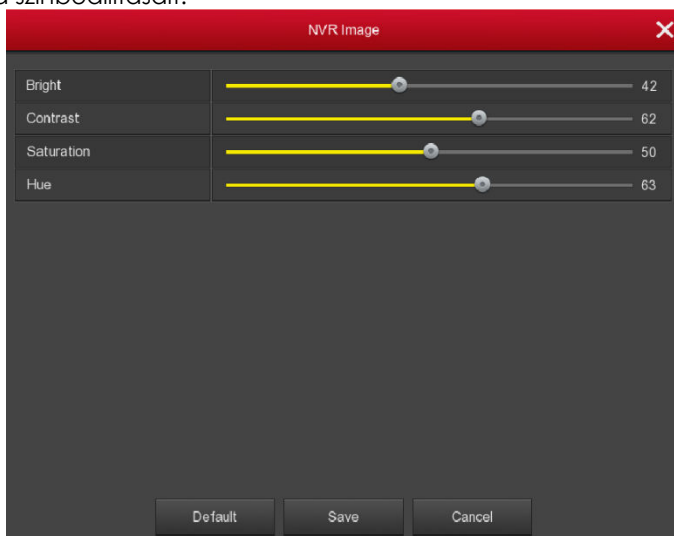 NVR Image
Bright 42
Contrast 62
Saturation 50
Hue 63
Default Save Cancel